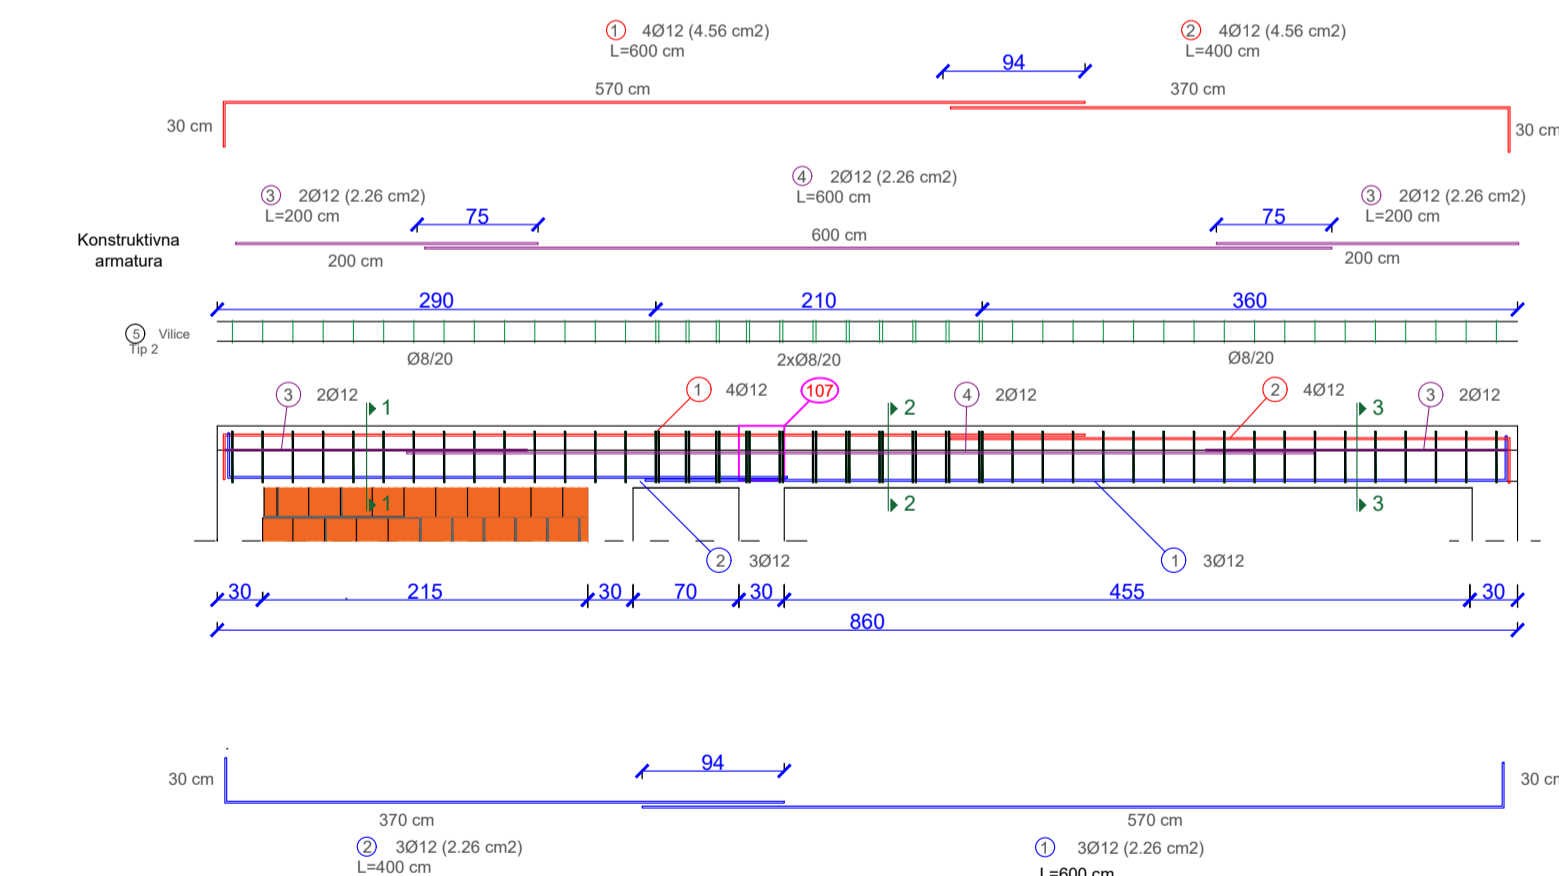 1 4Ø12 (4.56 cm2)
L=600 cm
2 4Ø12 (4.56 cm2)
L=400 cm
94
570 cm
370 cm
30 cm
30 cm
4 2Ø12 (2.26 cm2)
L=600 cm
3 2Ø12 (2.26 cm2)
L=200 cm
3 2Ø12 (2.26 cm2)
L=200 cm
75
75
Konstruktivna
armatura
600 cm
200 cm
200 cm
290
210
360
5 Vilice
Tip 2
Ø8/20
2xØ8/20
Ø8/20
3 2Ø12
1
1 4Ø12
107
2
4 2Ø12
2 4Ø12
3
3 2Ø12
1
2
3
2 3Ø12
1 3Ø12
30
215
30
70
30
455
30
860
94
30 cm
30 cm
370 cm
570 cm
2 3Ø12 (2.26 cm2)
L=400 cm
1 3Ø12 (2.26 cm2)
L=600 cm